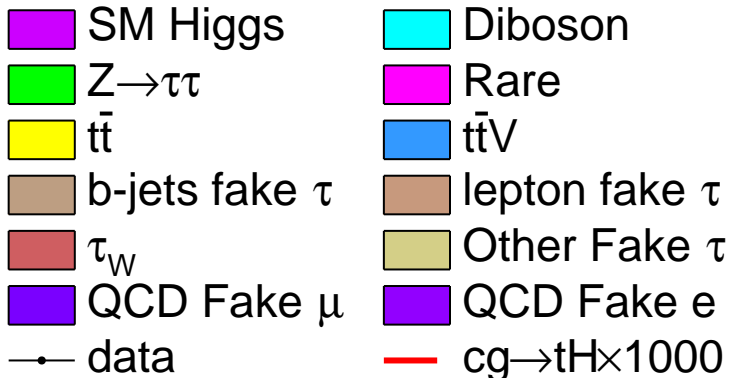 SM Higgs Diboson
Z→ττ Rare
tt̄ tt̄V
b-jets fake τ lepton fake τ
τ_W Other Fake τ
QCD Fake μ QCD Fake e
data cg→tH×1000